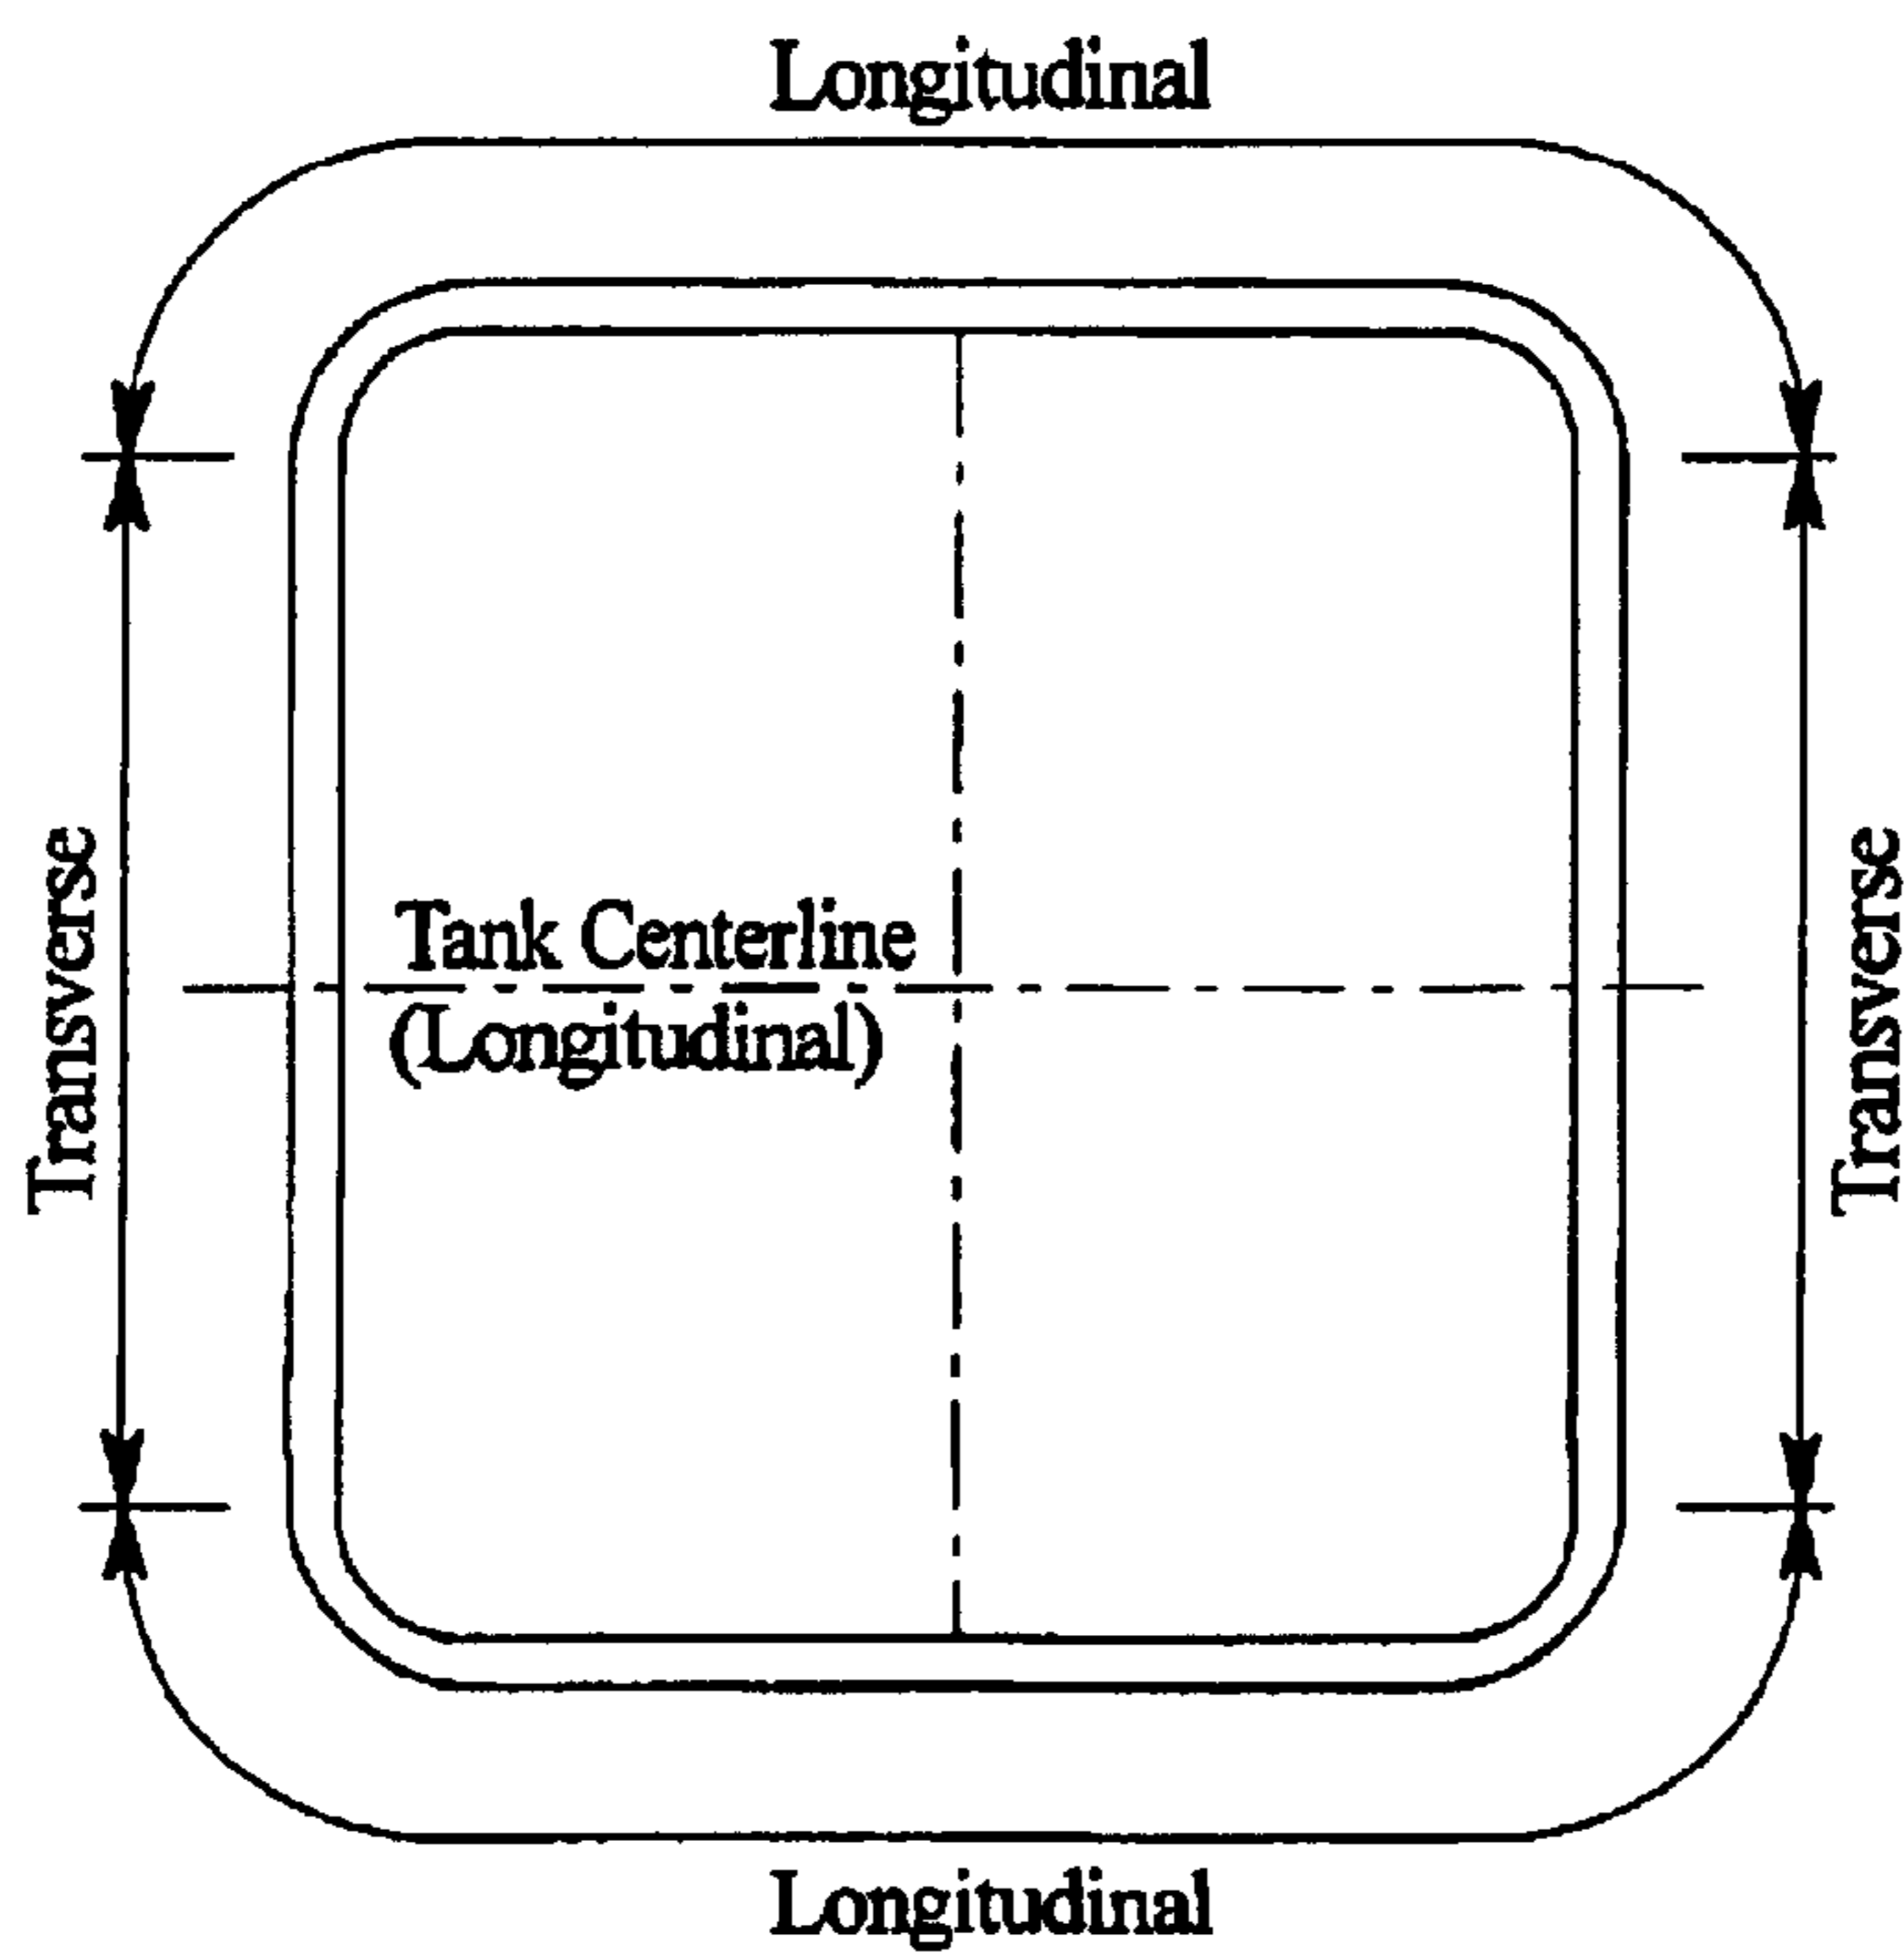 Longitudinal
Transverse
Tank Centerline
(Longitudinal)
Transverse
Longitudinal